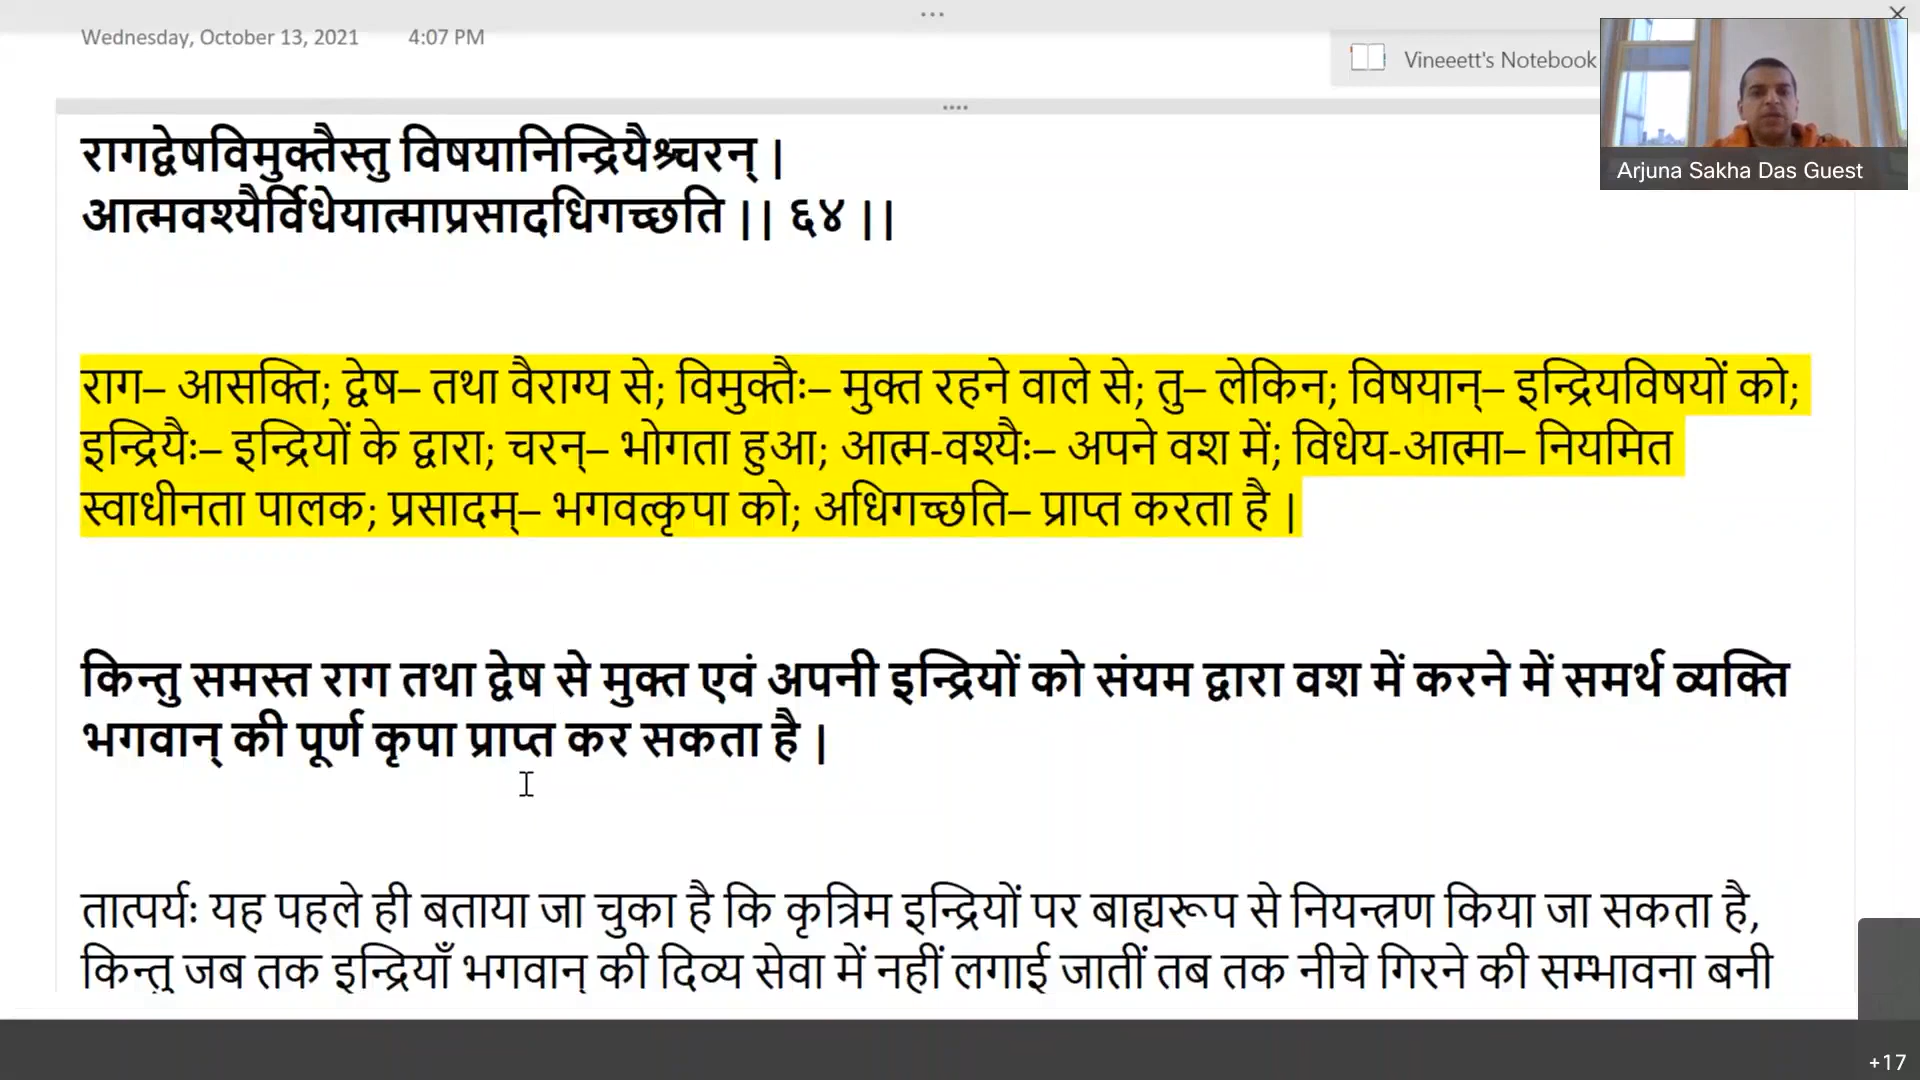 Wednesday, October 13, 2021 4:07 PM
Vineeett's Notebook
Arjuna Sakha Das Guest
रागद्वेषविमुक्तैस्तु विषयानिन्द्रियैश्र्चरन् |
आत्मवश्यैर्विधेयात्माप्रसादधिगच्छति || ६४ ||
राग– आसक्ति; द्वेष– तथा वैराग्य से; विमुक्तैः– मुक्त रहने वाले से; तु– लेकिन; विषयान्– इन्द्रियविषयों को;
इन्द्रियैः– इन्द्रियों के द्वारा; चरन्– भोगता हुआ; आत्म-वश्यैः– अपने वश में; विधेय-आत्मा– नियमित
स्वाधीनता पालक; प्रसादम्– भगवत्कृपा को; अधिगच्छति– प्राप्त करता है |
किन्तु समस्त राग तथा द्वेष से मुक्त एवं अपनी इन्द्रियों को संयम द्वारा वश में करने में समर्थ व्यक्ति
भगवान् की पूर्ण कृपा प्राप्त कर सकता है |
तात्पर्यः यह पहले ही बताया जा चुका है कि कृत्रिम इन्द्रियों पर बाह्यरूप से नियन्त्रण किया जा सकता है,
किन्तु जब तक इन्द्रियाँ भगवान् की दिव्य सेवा में नहीं लगाई जातीं तब तक नीचे गिरने की सम्भावना बनी
+17